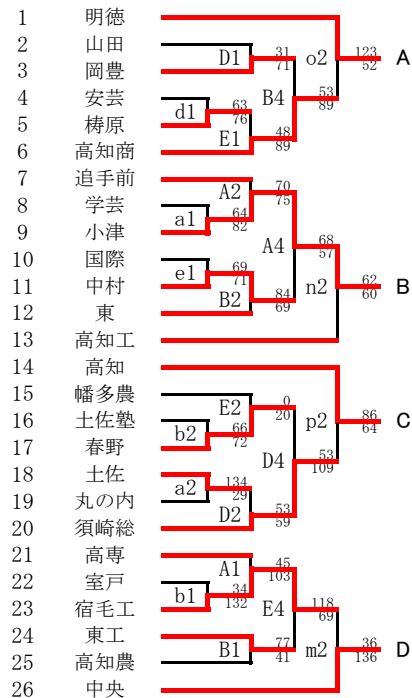 1 明徳
2 山田
3 岡豊
4 安芸
5 梼原
6 高知商
7 追手前
8 学芸
9 小津
10 国際
11 中村
12 東
13 高知工
14 高知
15 幡多農
16 土佐塾
17 春野
18 土佐
19 丸の内
20 須崎総
21 高専
22 室戸
23 宿毛工
24 東工
25 高知農
26 中央
D1
d1
E1
A2
a1
e1
B2
E2
b2
a2
D2
A1
b1
B1
63
76
64
82
69
71
66
72
134
29
34
132
31
71
B4
48
89
70
75
A4
84
69
0
20
D4
53
59
45
103
E4
77
41
o2
53
89
68
57
n2
p2
53
109
118
69
m2
123
52
A
62
60
B
86
64
C
36
136
D